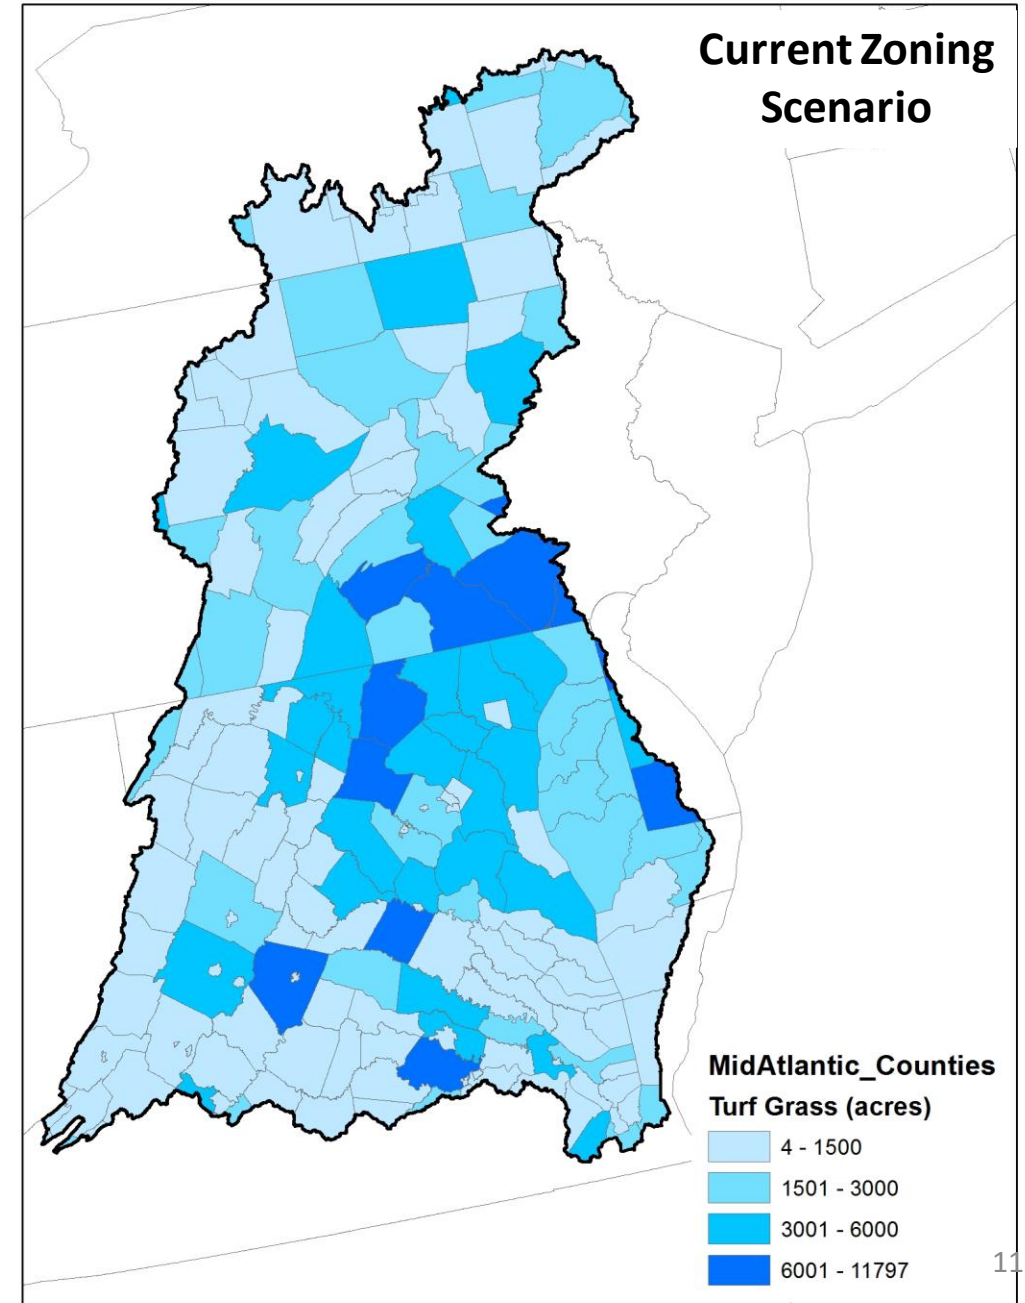 Current Zoning
Scenario
MidAtlantic_Counties
Turf Grass (acres)
4 - 1500
1501 - 3000
3001 - 6000
6001 - 11797
11